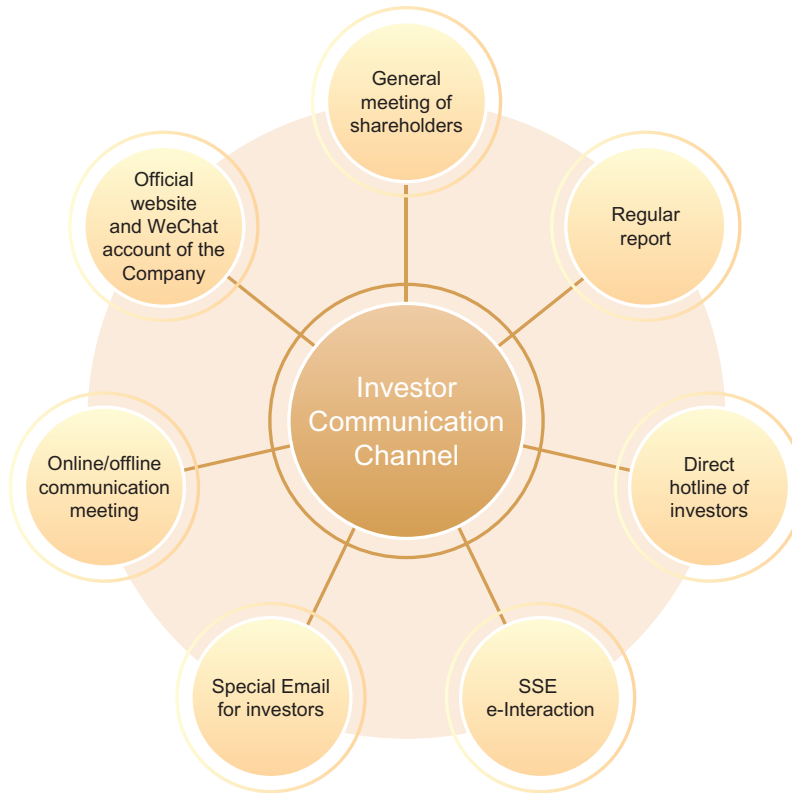 General
meeting of
shareholders
Official
website
and WeChat
account of the
Company
Regular
report
Investor
Communication
Channel
Online/offline
communication
meeting
Direct
hotline of
investors
Special Email
for investors
SSE
e-Interaction